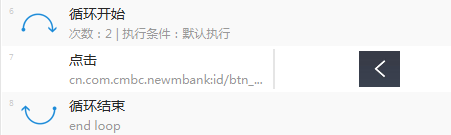 6
循环开始
次数：2 | 执行条件：默认执行
7
点击
cn.com.cmbc.newmbank:id/btn_...
8
循环结束
end loop